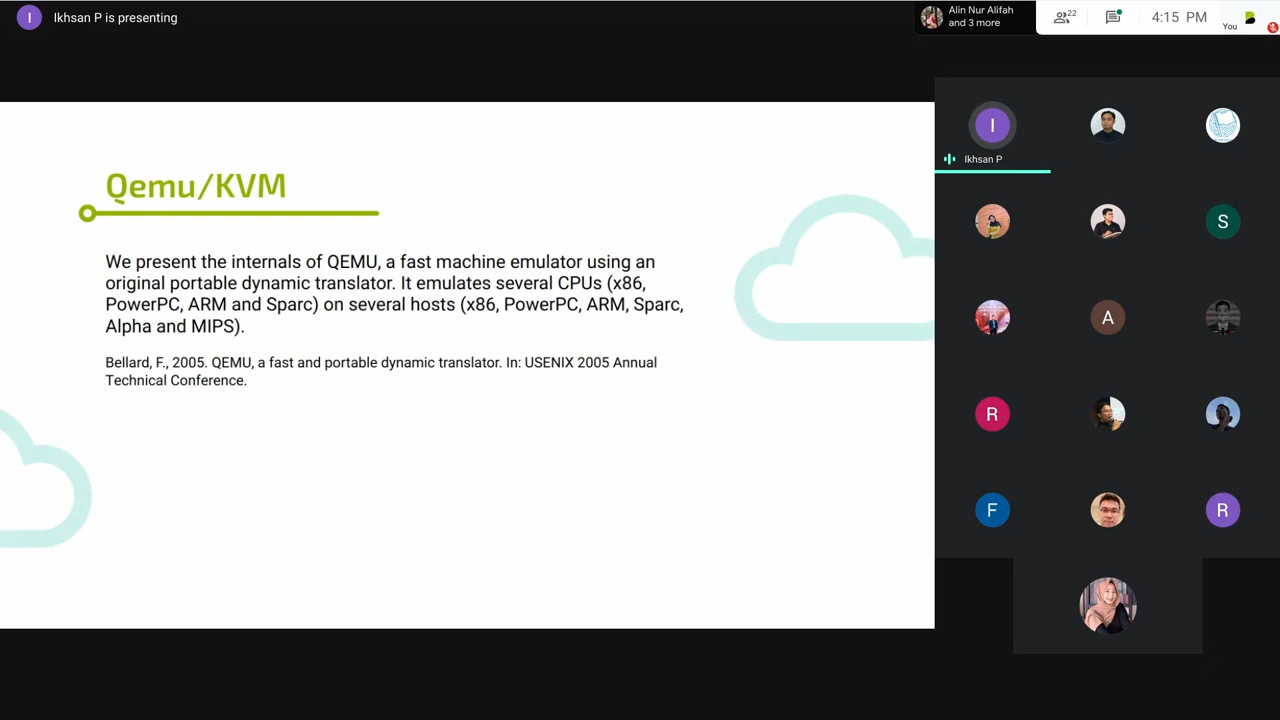 I
Ikhsan P is presenting
Alin Nur Alifah
and 3 more
22
4:15 PM
You
Qemu/KVM
We present the internals of QEMU, a fast machine emulator using an
original portable dynamic translator. It emulates several CPUs (x86,
PowerPC, ARM and Sparc) on several hosts (x86, PowerPC, ARM, Sparc,
Alpha and MIPS).
Bellard, F., 2005. QEMU, a fast and portable dynamic translator. In: USENIX 2005 Annual
Technical Conference.
I
Ikhsan P
S
A
R
F
R